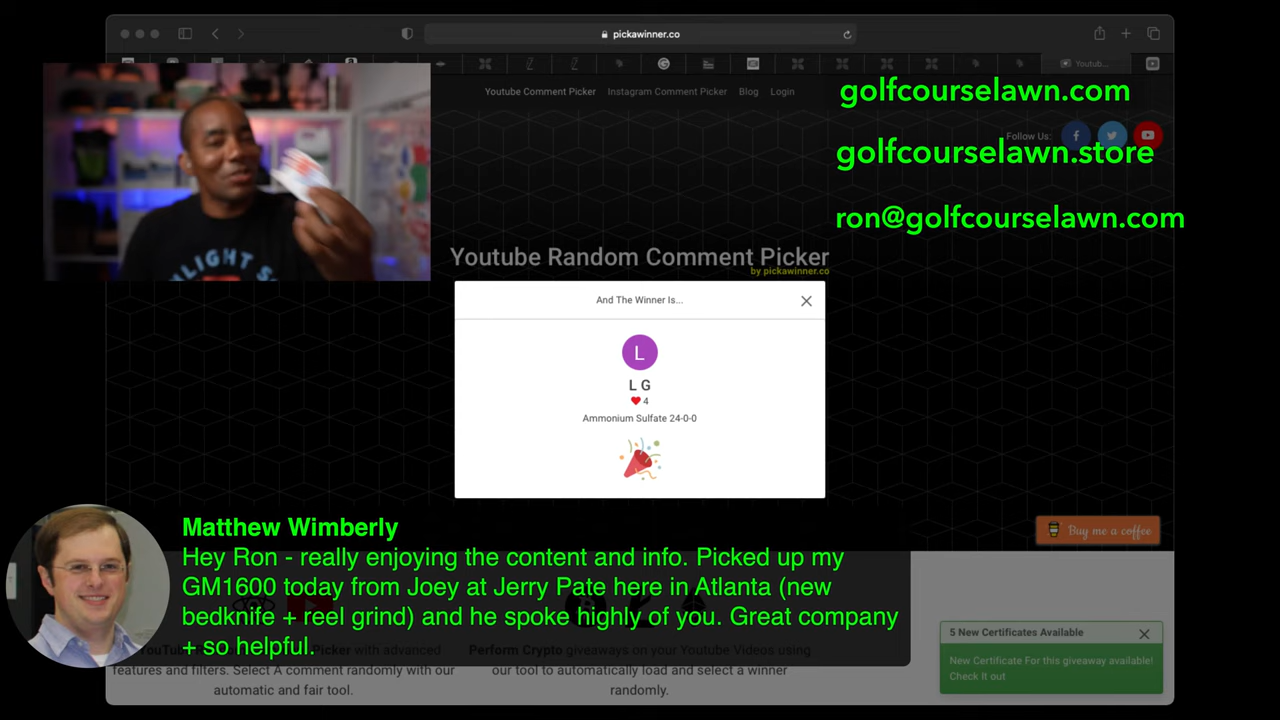 pickawinner.co
Youtub...
Youtube Comment Picker
Instagram Comment Picker
Blog
Login
golfcourselawn.com
Follow Us:
golfcourselawn.store
ron@golfcourselawn.com
Youtube Random Comment Picker
by pickawinner.co
And The Winner Is...
L
L G
4
Ammonium Sulfate 24-0-0
Buy me a coffee
Matthew Wimberly
Hey Ron - really enjoying the content and info. Picked up my
GM1600 today from Joey at Jerry Pate here in Atlanta (new
bedknife + reel grind) and he spoke highly of you. Great company
+ so helpful.
Picker with advanced
features and filters. Select A comment randomly with our
automatic and fair tool.
Perform Crypto giveaways on your Youtube Videos using
our tool to automatically load and select a winner
randomly.
5 New Certificates Available
New Certificate For this giveaway available!
Check It out